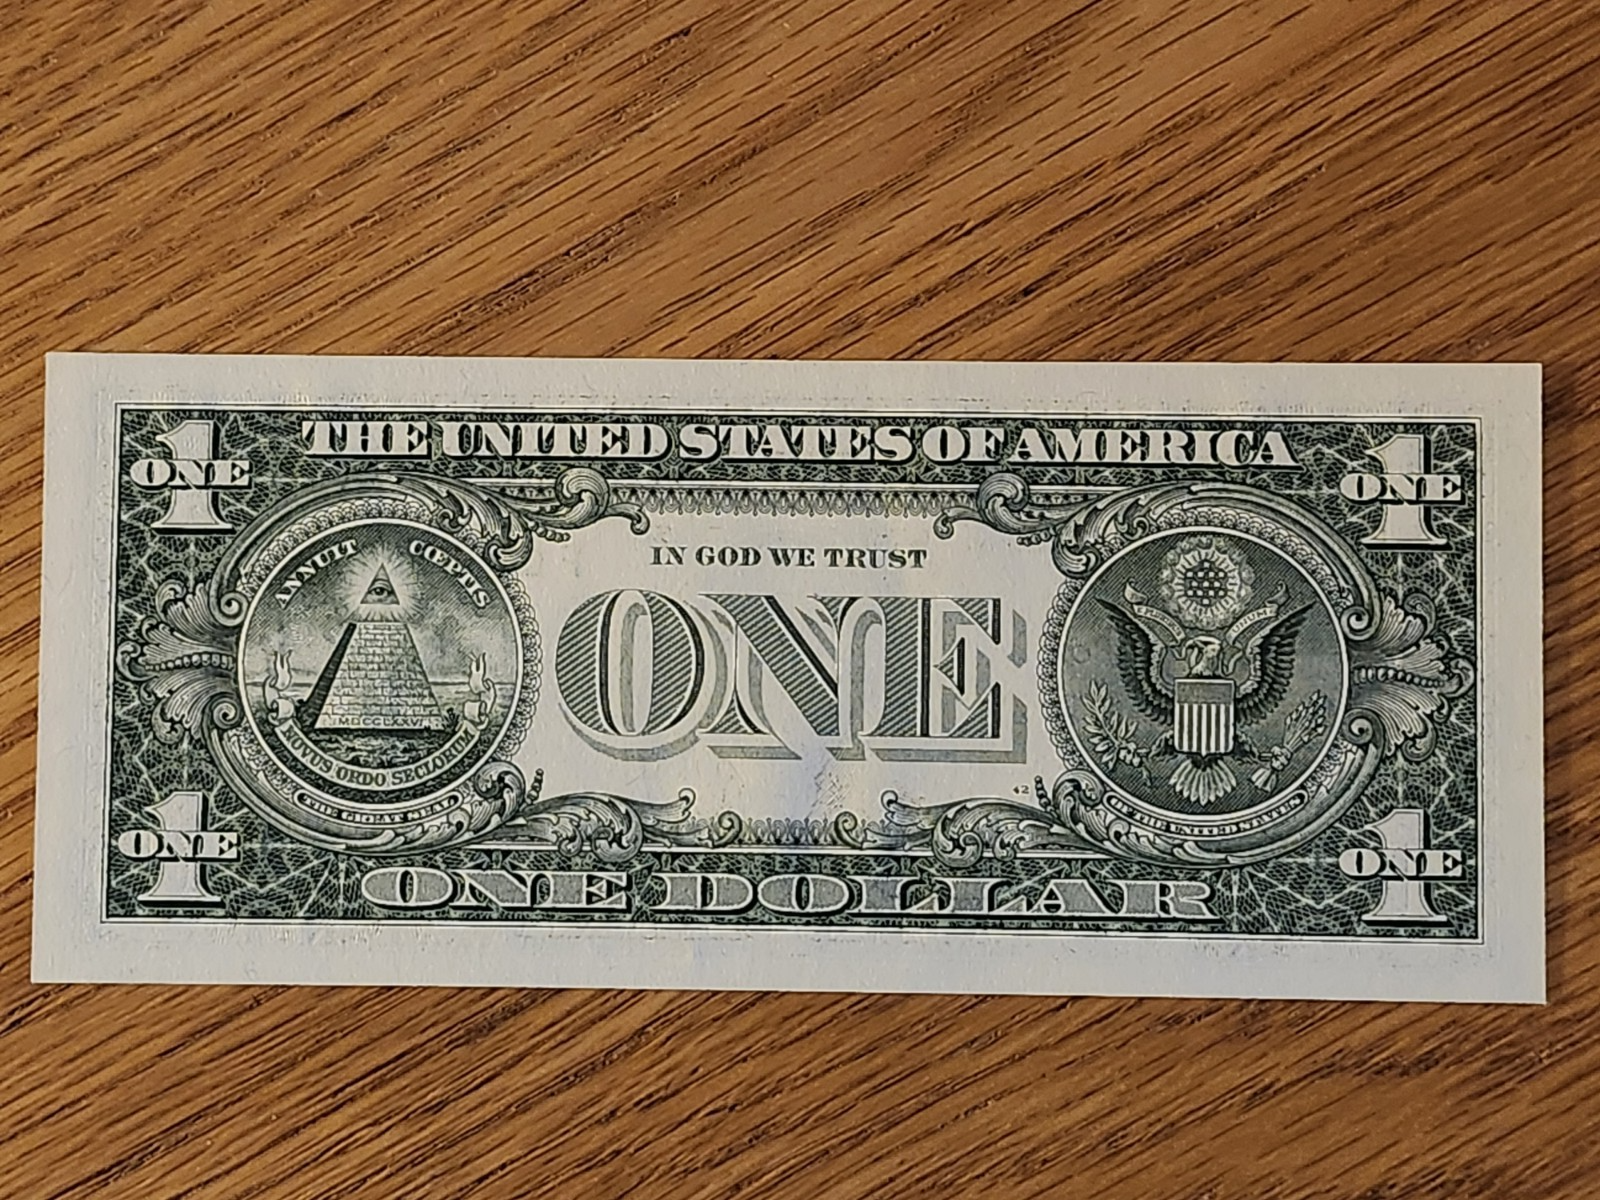 THE UNITED STATES OF AMERICA
1
ONE
1
ONE
ANNUIT CŒPTIS
MDCCLXXVI
NOVUS ORDO SECLORUM
THE GREAT SEAL
IN GOD WE TRUST
ONE
42
OF THE UNITED STATES
1
ONE
1
ONE
ONE DOLLAR